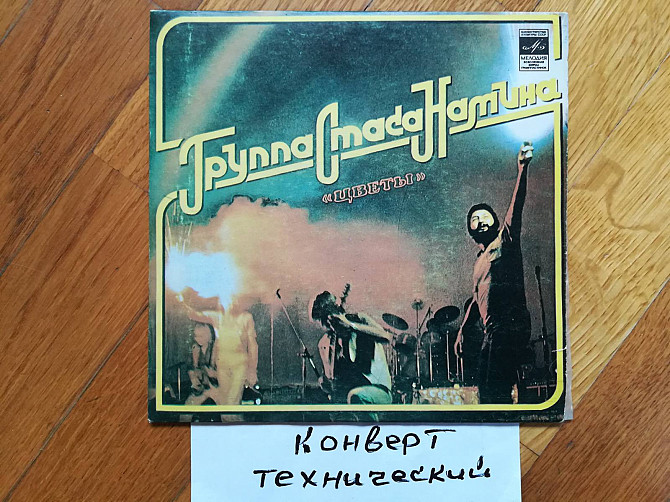 МЕЛОДИЯ
Группа Стаса Намина
«ЦВЕТЫ»
Конверт
технический